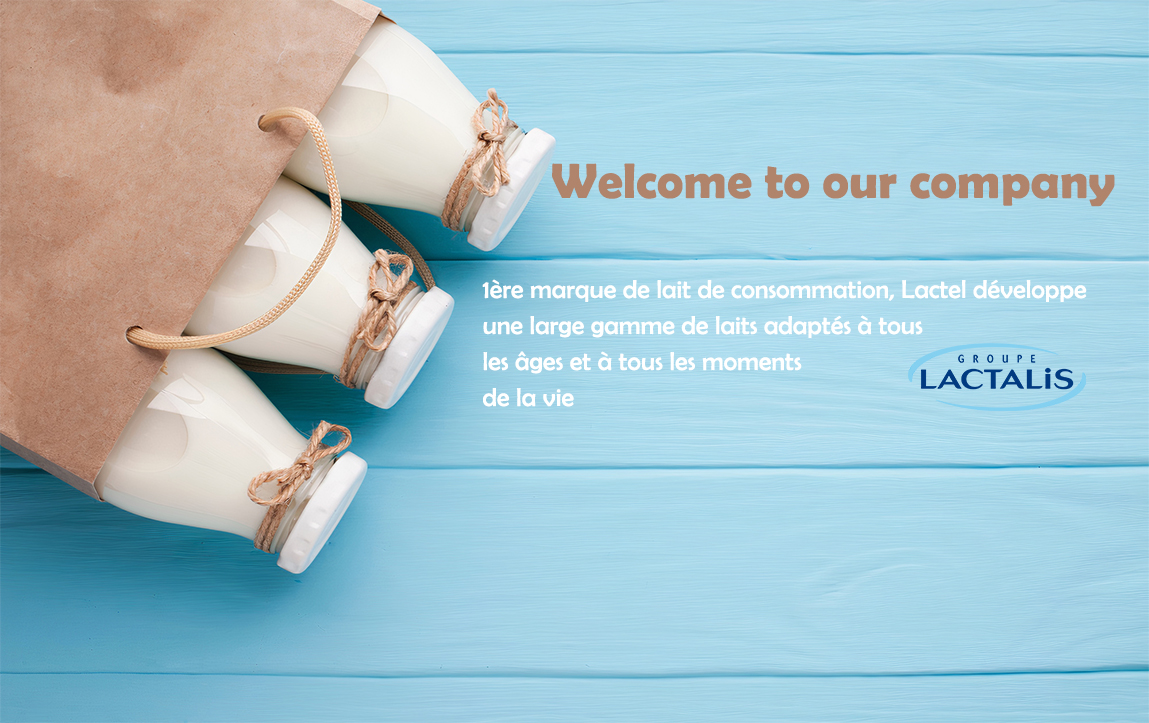 Welcome to our company
1ère marque de lait de consommation, Lactel développe
une large gamme de laits adaptés à tous
les âges et à tous les moments
de la vie
GROUPE
LACTALiS